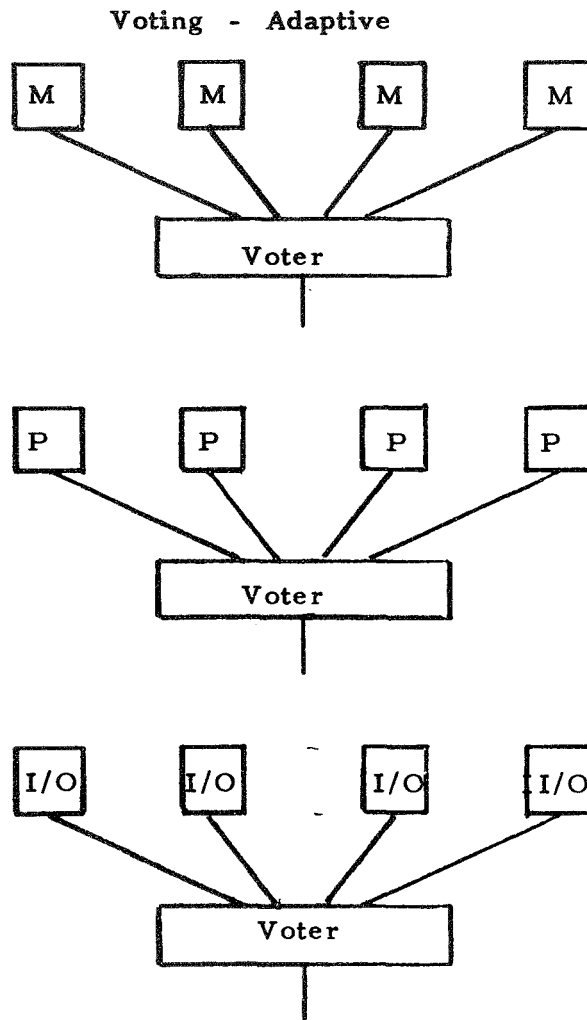 Voting - Adaptive
M M M M
Voter
P P P P
Voter
I/O I/O I/O I/O
Voter